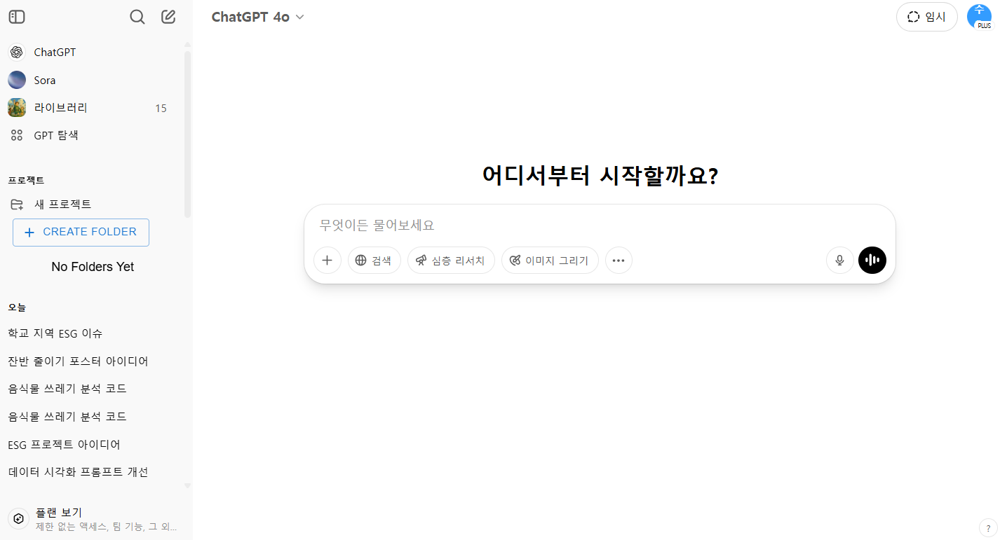 ChatGPT 4o
임시
수
PLUS
ChatGPT
Sora
라이브러리 15
GPT 탐색
프로젝트
새 프로젝트
CREATE FOLDER
No Folders Yet
오늘
학교 지역 ESG 이슈
잔반 줄이기 포스터 아이디어
음식물 쓰레기 분석 코드
음식물 쓰레기 분석 코드
ESG 프로젝트 아이디어
데이터 시각화 프롬프트 개선
플랜 보기
제한 없는 액세스, 팀 기능, 그 외...
어디서부터 시작할까요?
무엇이든 물어보세요
검색 심층 리서치 이미지 그리기
?